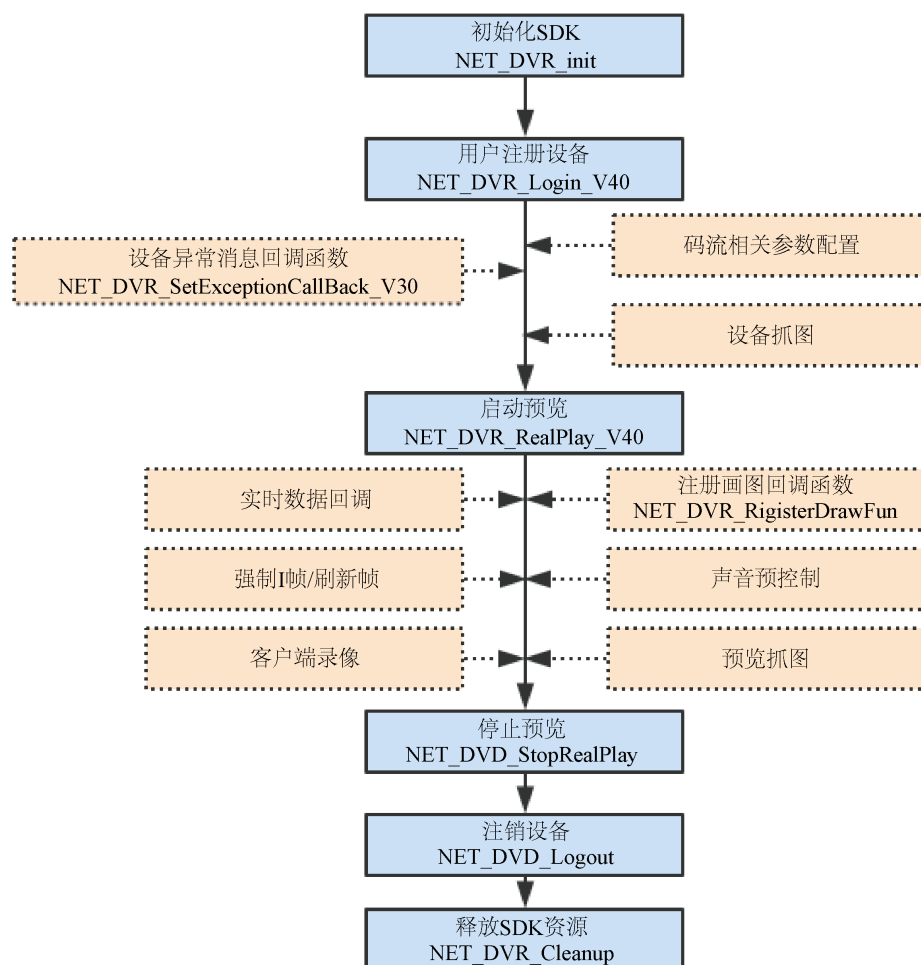 初始化SDK
NET_DVR_init
用户注册设备
NET_DVR_Login_V40
码流相关参数配置
设备异常消息回调函数
NET_DVR_SetExceptionCallBack_V30
设备抓图
启动预览
NET_DVR_RealPlay_V40
实时数据回调
注册画图回调函数
NET_DVR_RigisterDrawFun
强制I帧/刷新帧
声音预控制
客户端录像
预览抓图
停止预览
NET_DVD_StopRealPlay
注销设备
NET_DVD_Logout
释放SDK资源
NET_DVR_Cleanup